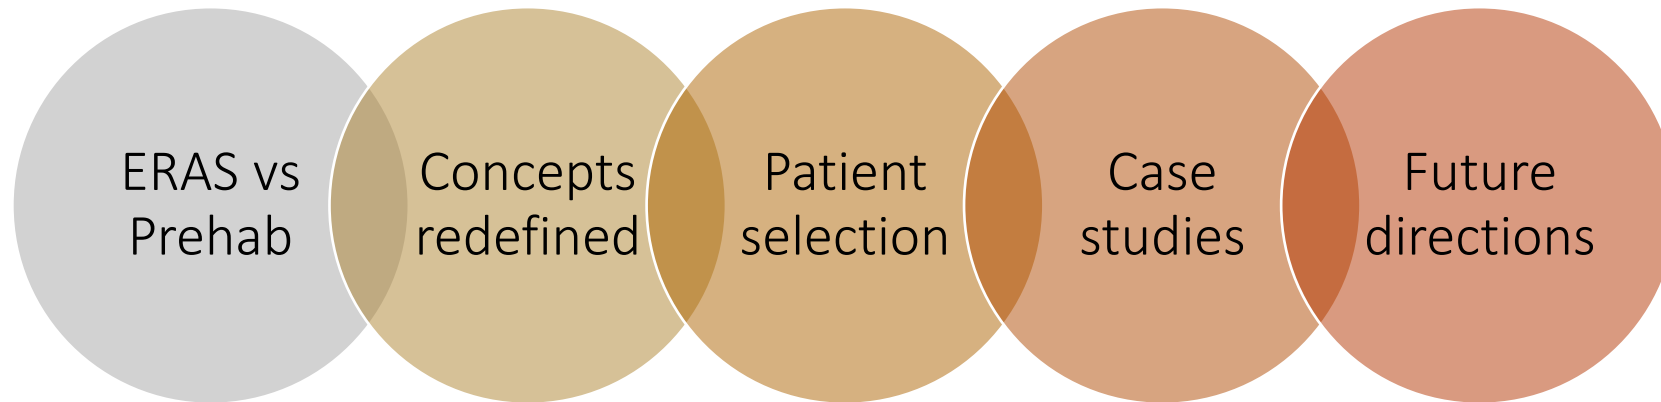 ERAS vs
Prehab
Concepts
redefined
Patient
selection
Case
studies
Future
directions